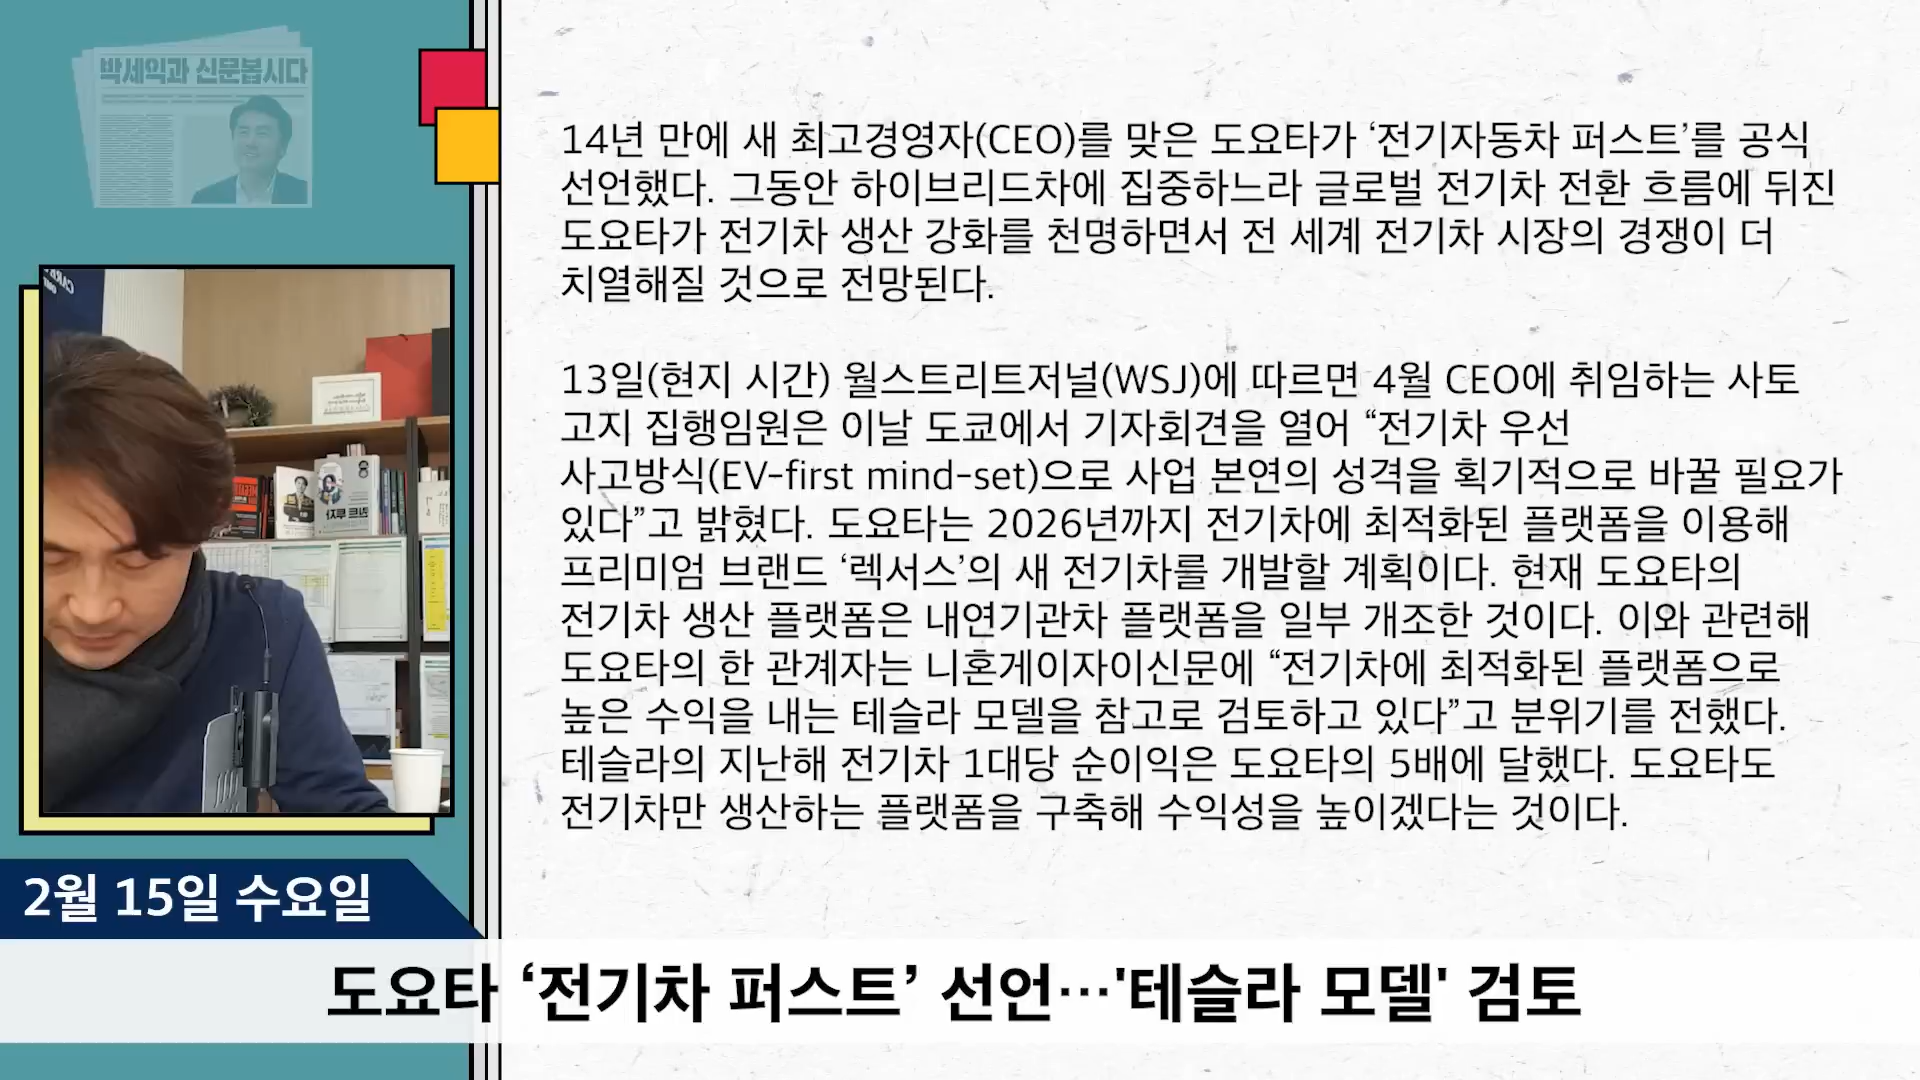 박세익과 신문봅시다
14년 만에 새 최고경영자(CEO)를 맞은 도요타가 ‘전기자동차 퍼스트’를 공식
선언했다. 그동안 하이브리드차에 집중하느라 글로벌 전기차 전환 흐름에 뒤진
도요타가 전기차 생산 강화를 천명하면서 전 세계 전기차 시장의 경쟁이 더
치열해질 것으로 전망된다.
13일(현지 시간) 월스트리트저널(WSJ)에 따르면 4월 CEO에 취임하는 사토
고지 집행임원은 이날 도쿄에서 기자회견을 열어 “전기차 우선
사고방식(EV-first mind-set)으로 사업 본연의 성격을 획기적으로 바꿀 필요가
있다”고 밝혔다. 도요타는 2026년까지 전기차에 최적화된 플랫폼을 이용해
프리미엄 브랜드 ‘렉서스’의 새 전기차를 개발할 계획이다. 현재 도요타의
전기차 생산 플랫폼은 내연기관차 플랫폼을 일부 개조한 것이다. 이와 관련해
도요타의 한 관계자는 니혼게이자이신문에 “전기차에 최적화된 플랫폼으로
높은 수익을 내는 테슬라 모델을 참고로 검토하고 있다”고 분위기를 전했다.
테슬라의 지난해 전기차 1대당 순이익은 도요타의 5배에 달했다. 도요타도
전기차만 생산하는 플랫폼을 구축해 수익성을 높이겠다는 것이다.
2월 15일 수요일
도요타 ‘전기차 퍼스트’ 선언…'테슬라 모델' 검토